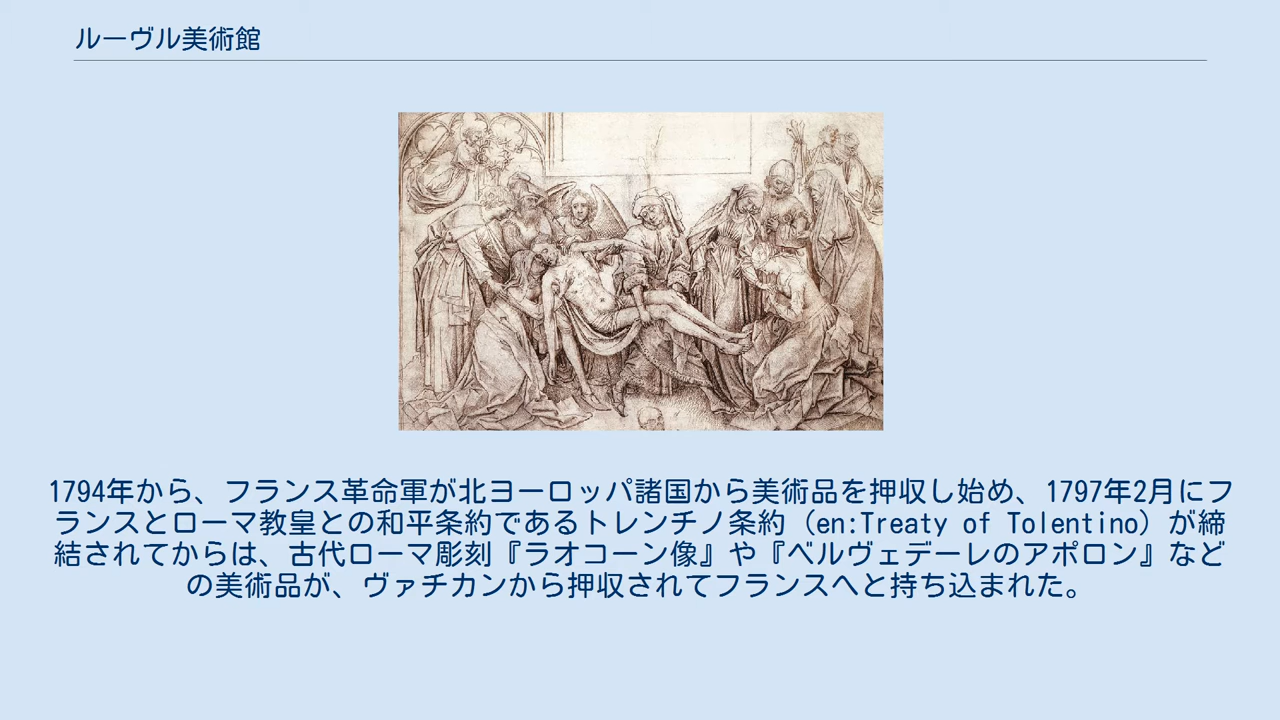 ルーヴル美術館
1794年から、フランス革命軍が北ヨーロッパ諸国から美術品を押収し始め、1797年2月にフ
ランスとローマ教皇との和平条約であるトレンチノ条約（en:Treaty of Tolentino）が締
結されてからは、古代ローマ彫刻『ラオコーン像』や『ベルヴェデーレのアポロン』など
の美術品が、ヴァチカンから押収されてフランスへと持ち込まれた。